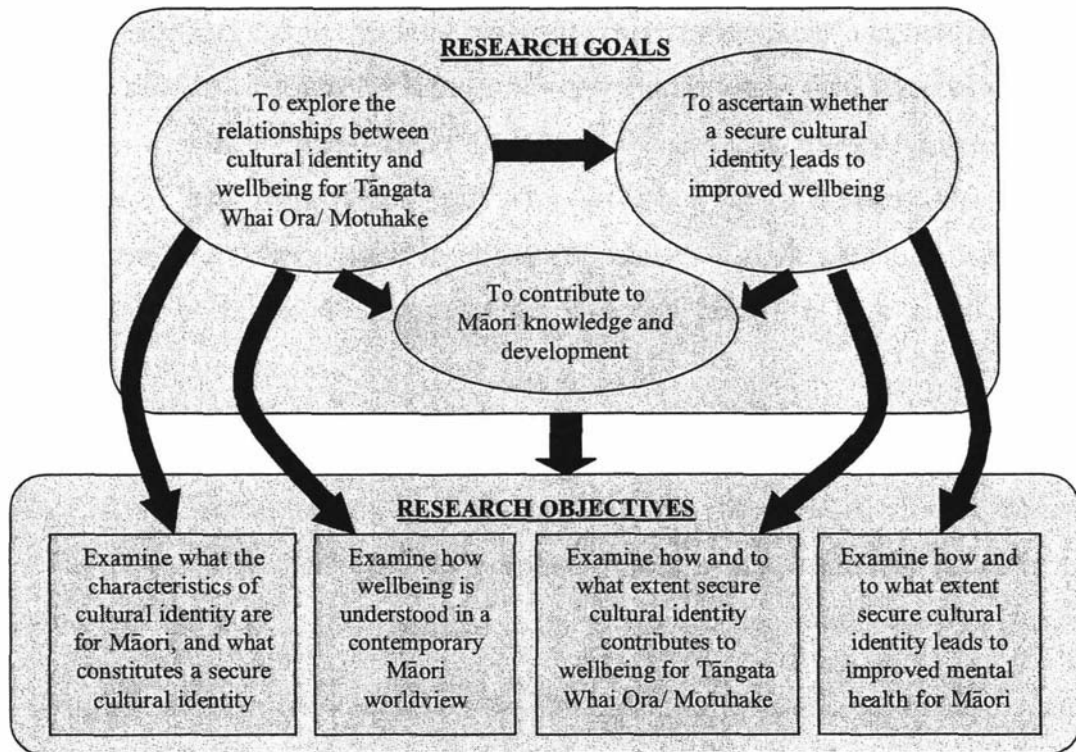 RESEARCH GOALS
To explore the
relationships between
cultural identity and
wellbeing for Tāngata
Whai Ora/ Motuhake
To ascertain whether
a secure cultural
identity leads to
improved wellbeing
To contribute to
Māori knowledge and
development
RESEARCH OBJECTIVES
Examine what the
characteristics of
cultural identity are
for Māori, and what
constitutes a secure
cultural identity
Examine how
wellbeing is
understood in a
contemporary
Māori
worldview
Examine how and to
what extent secure
cultural identity
contributes to
wellbeing for Tāngata
Whai Ora/ Motuhake
Examine how and
to what extent
secure cultural
identity leads to
improved mental
health for Māori